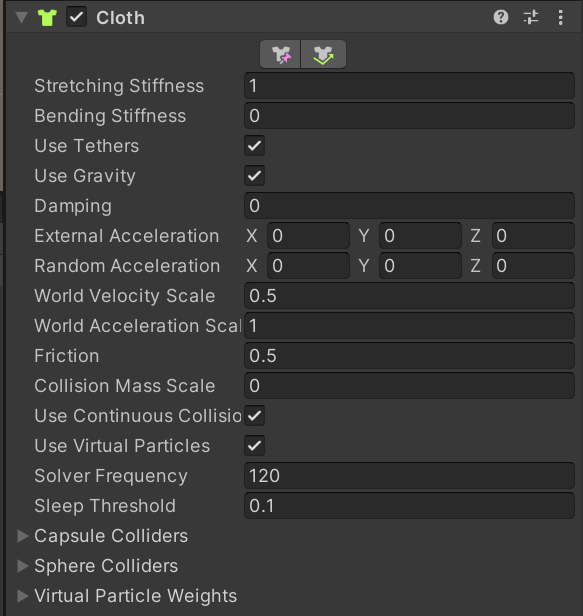 Cloth
Stretching Stiffness 1
Bending Stiffness 0
Use Tethers
Use Gravity
Damping 0
External Acceleration X 0 Y 0 Z 0
Random Acceleration X 0 Y 0 Z 0
World Velocity Scale 0.5
World Acceleration Scal 1
Friction 0.5
Collision Mass Scale 0
Use Continuous Collisio
Use Virtual Particles
Solver Frequency 120
Sleep Threshold 0.1
Capsule Colliders
Sphere Colliders
Virtual Particle Weights